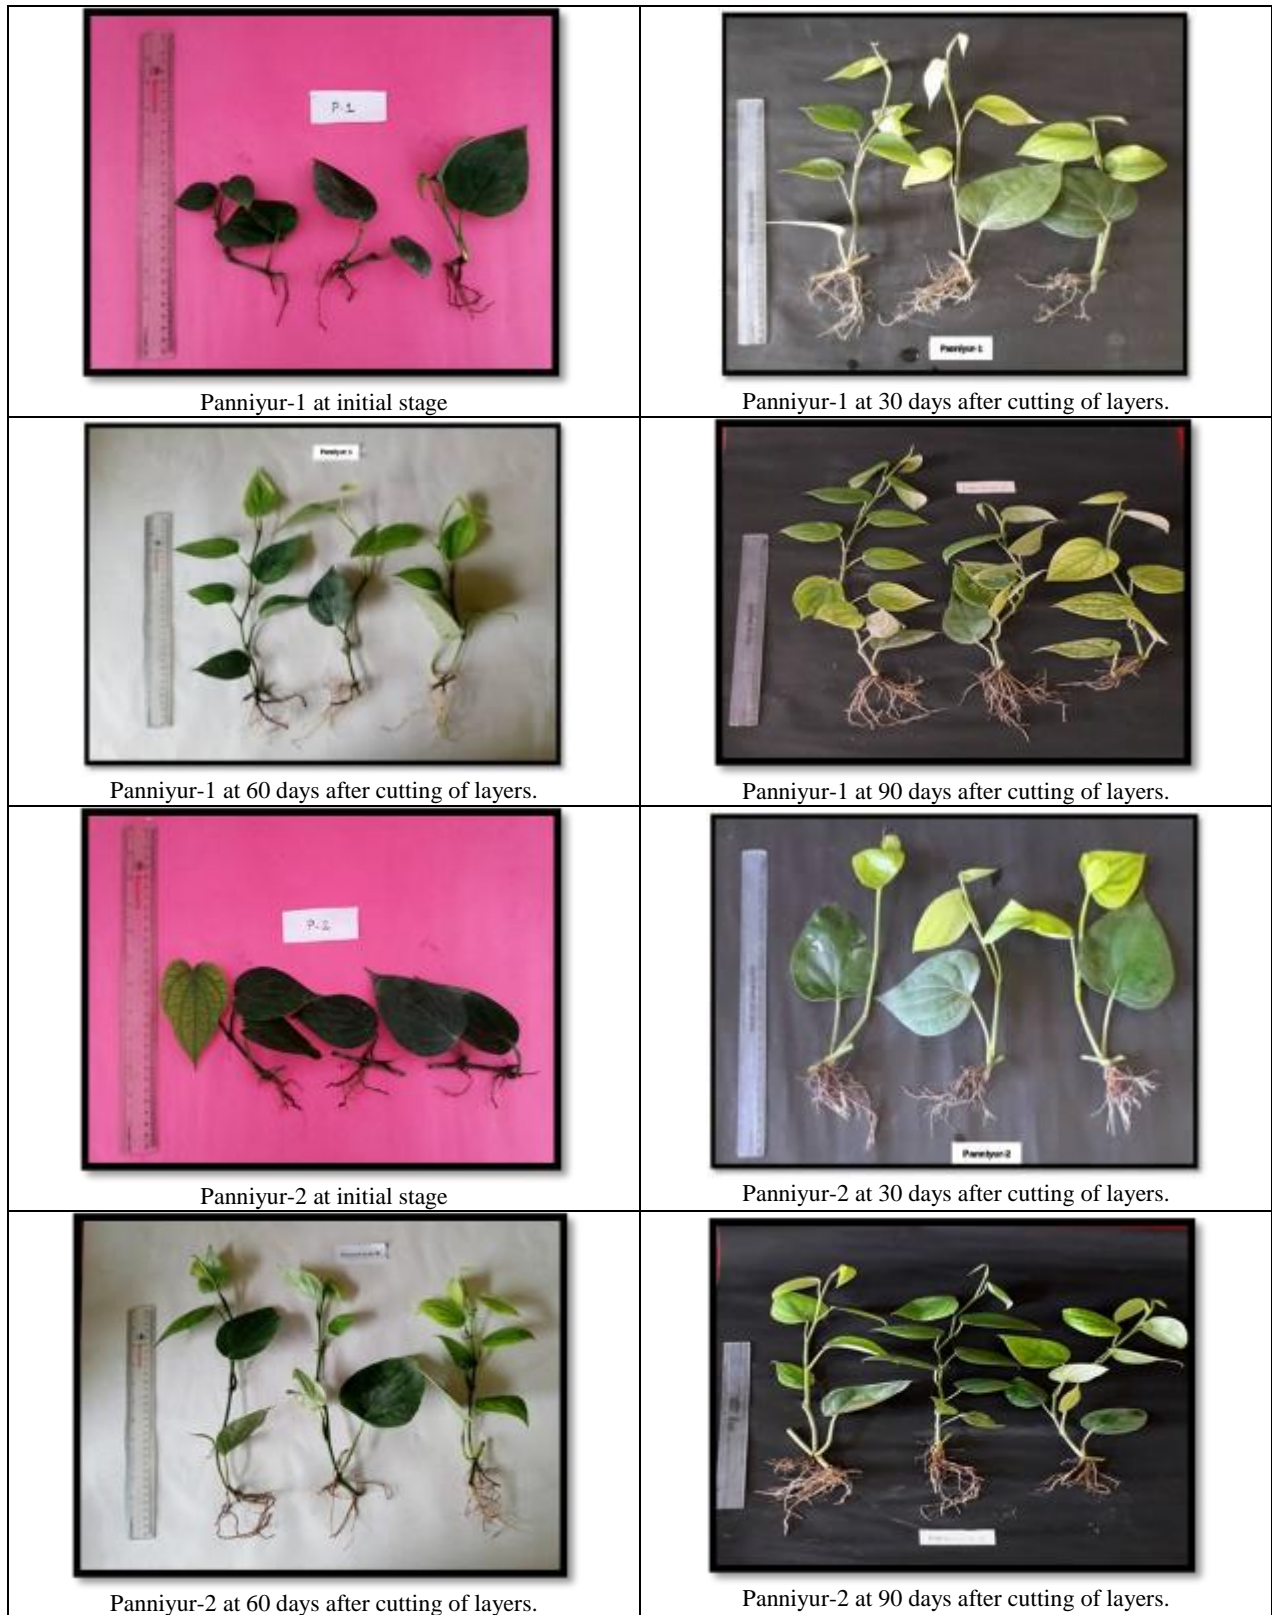 P-1
Panniyur-1
Panniyur-1 at initial stage
Panniyur-1 at 30 days after cutting of layers.
Panniyur-1 at 60 days after cutting of layers.
Panniyur-1 at 90 days after cutting of layers.
P-2
Panniyur-2
Panniyur-2 at initial stage
Panniyur-2 at 30 days after cutting of layers.
Panniyur-2 at 60 days after cutting of layers.
Panniyur-2 at 90 days after cutting of layers.